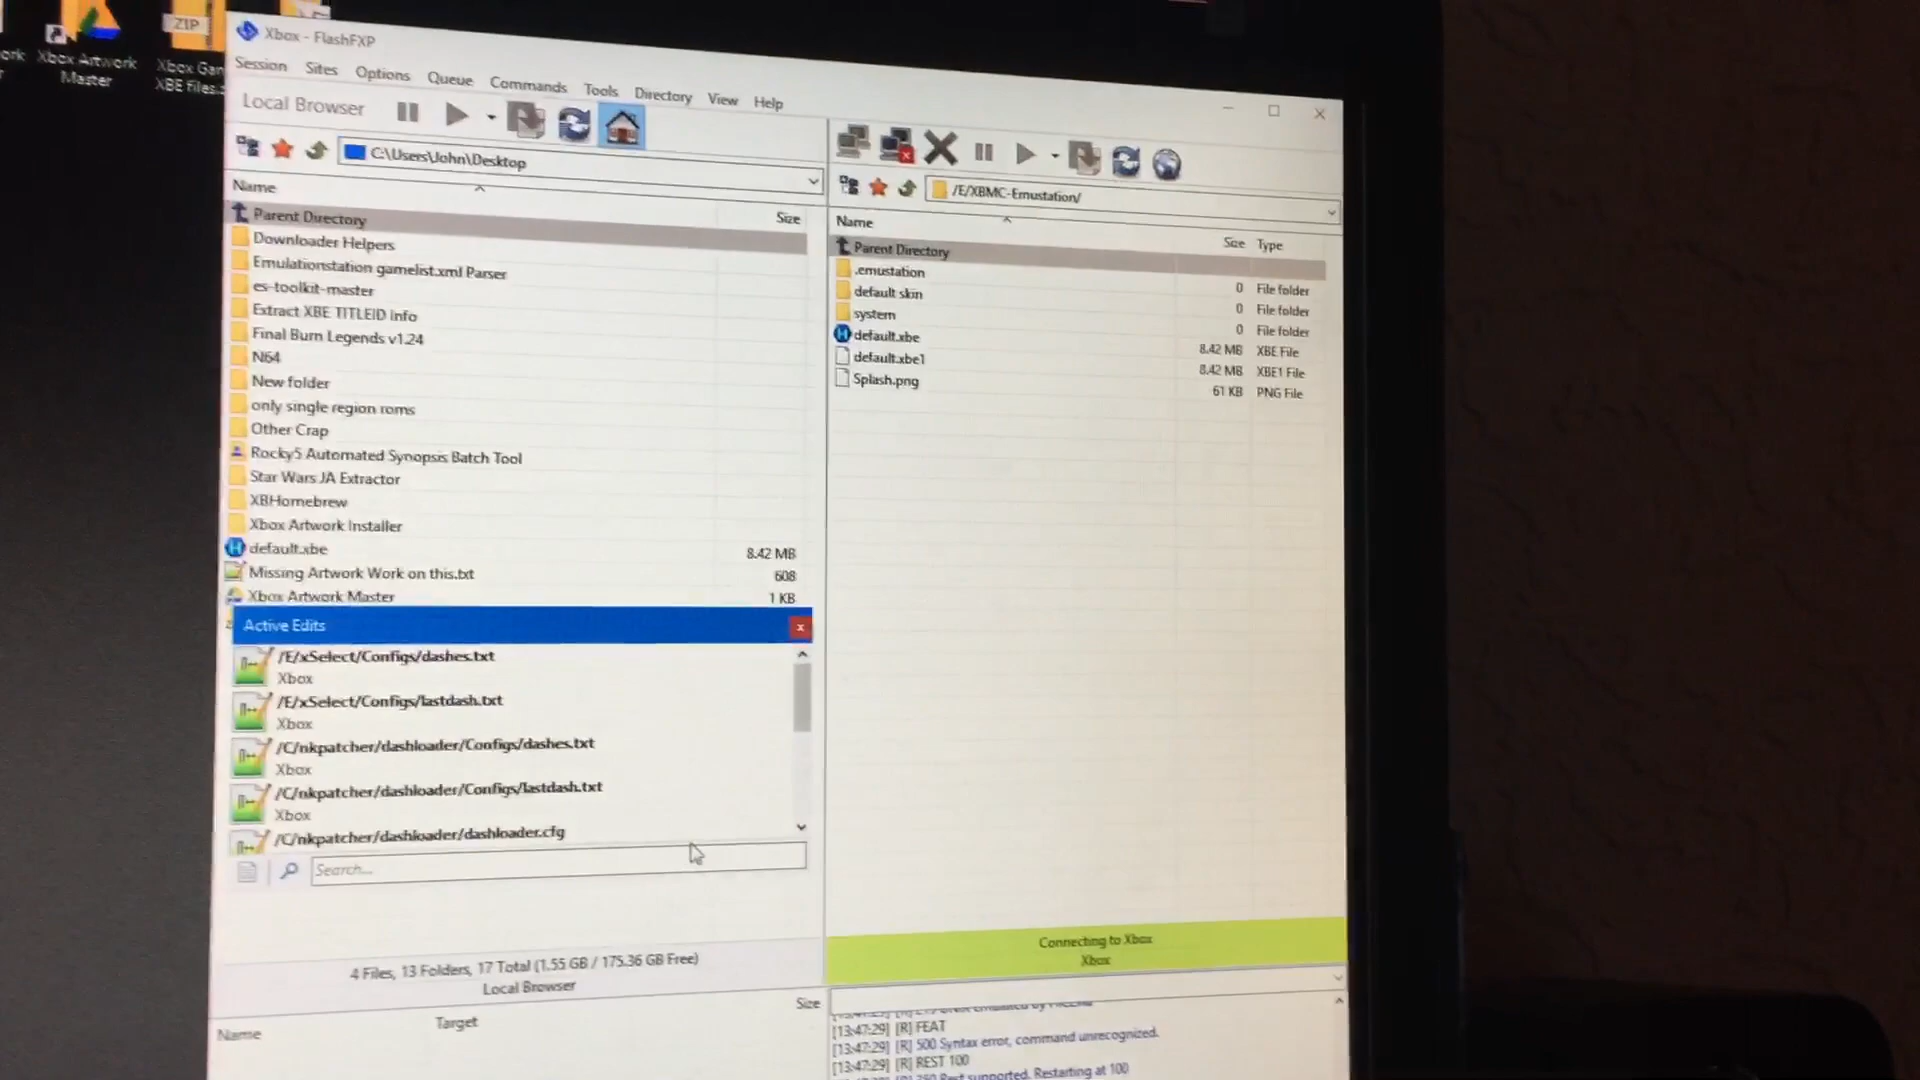 ZIP
Xbox Artwork
Master
Xbox Gam
XBE files.z
Xbox - FlashFXP
Session Sites Options Queue Commands Tools Directory View Help
Local Browser
C:\Users\John\Desktop
Name
Size
Parent Directory
Downloader Helpers
Emulationstation gamelist.xml Parser
es-toolkit-master
Extract XBE TITLEID Info
Final Burn Legends v1.24
N64
New folder
only single region roms
Other Crap
Rocky5 Automated Synopsis Batch Tool
Star Wars JA Extractor
XBHomebrew
Xbox Artwork Installer
default.xbe 8.42 MB
Missing Artwork Work on this.txt 608
Xbox Artwork Master 1 KB
Active Edits
/E/xSelect/Configs/dashes.txt
Xbox
/E/xSelect/Configs/lastdash.txt
Xbox
/C/nkpatcher/dashloader/Configs/dashes.txt
Xbox
/C/nkpatcher/dashloader/Configs/lastdash.txt
Xbox
/C/nkpatcher/dashloader/dashloader.cfg
Search...
4 Files, 13 Folders, 17 Total (1.55 GB / 175.36 GB Free)
Local Browser
Name Target Size
/E/XBMC-Emustation/
Name Size Type
Parent Directory
.emustation 0 File folder
default skin 0 File folder
system 0 File folder
default.xbe 8.42 MB XBE File
default.xbe1 8.42 MB XBE1 File
Splash.png 61 KB PNG File
Connecting to Xbox
Xbox
[13:47:29] [R] FEAT
[13:47:29] [R] 500 Syntax error, command unrecognized.
[13:47:29] [R] REST 100
Rest supported. Restarting at 100